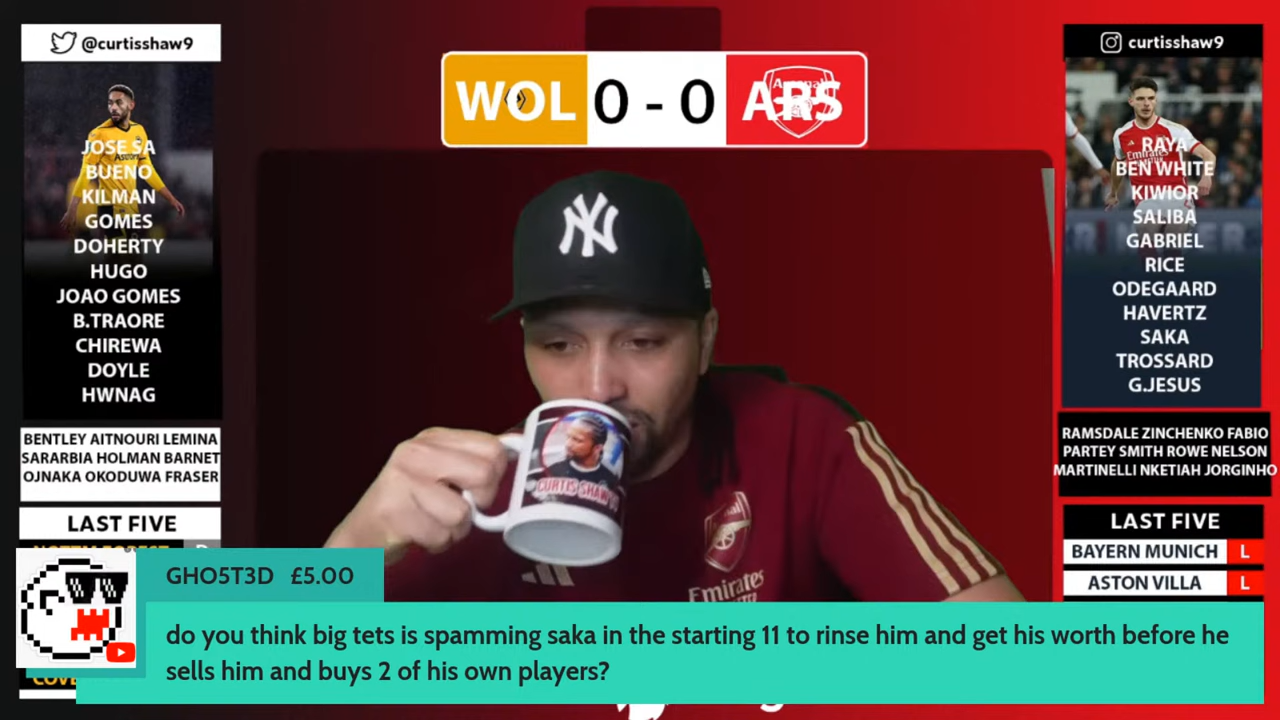 @curtisshaw9
JOSE SA
BUENO
KILMAN
GOMES
DOHERTY
HUGO
JOAO GOMES
B.TRAORE
CHIREWA
DOYLE
HWNAG
BENTLEY AITNOURI LEMINA
SARARBIA HOLMAN BARNET
OJNAKA OKODUWA FRASER
LAST FIVE
WOL 0 - 0 ARS
NY
CURTIS SHAW
Emirates
curtisshaw9
RAYA
BEN WHITE
KIWIOR
SALIBA
GABRIEL
RICE
ODEGAARD
HAVERTZ
SAKA
TROSSARD
G.JESUS
RAMSDALE ZINCHENKO FABIO
PARTEY SMITH ROWE NELSON
MARTINELLI NKETIAH JORGINHO
LAST FIVE
BAYERN MUNICH L
ASTON VILLA L
GHO5T3D £5.00
do you think big tets is spamming saka in the starting 11 to rinse him and get his worth before he
sells him and buys 2 of his own players?